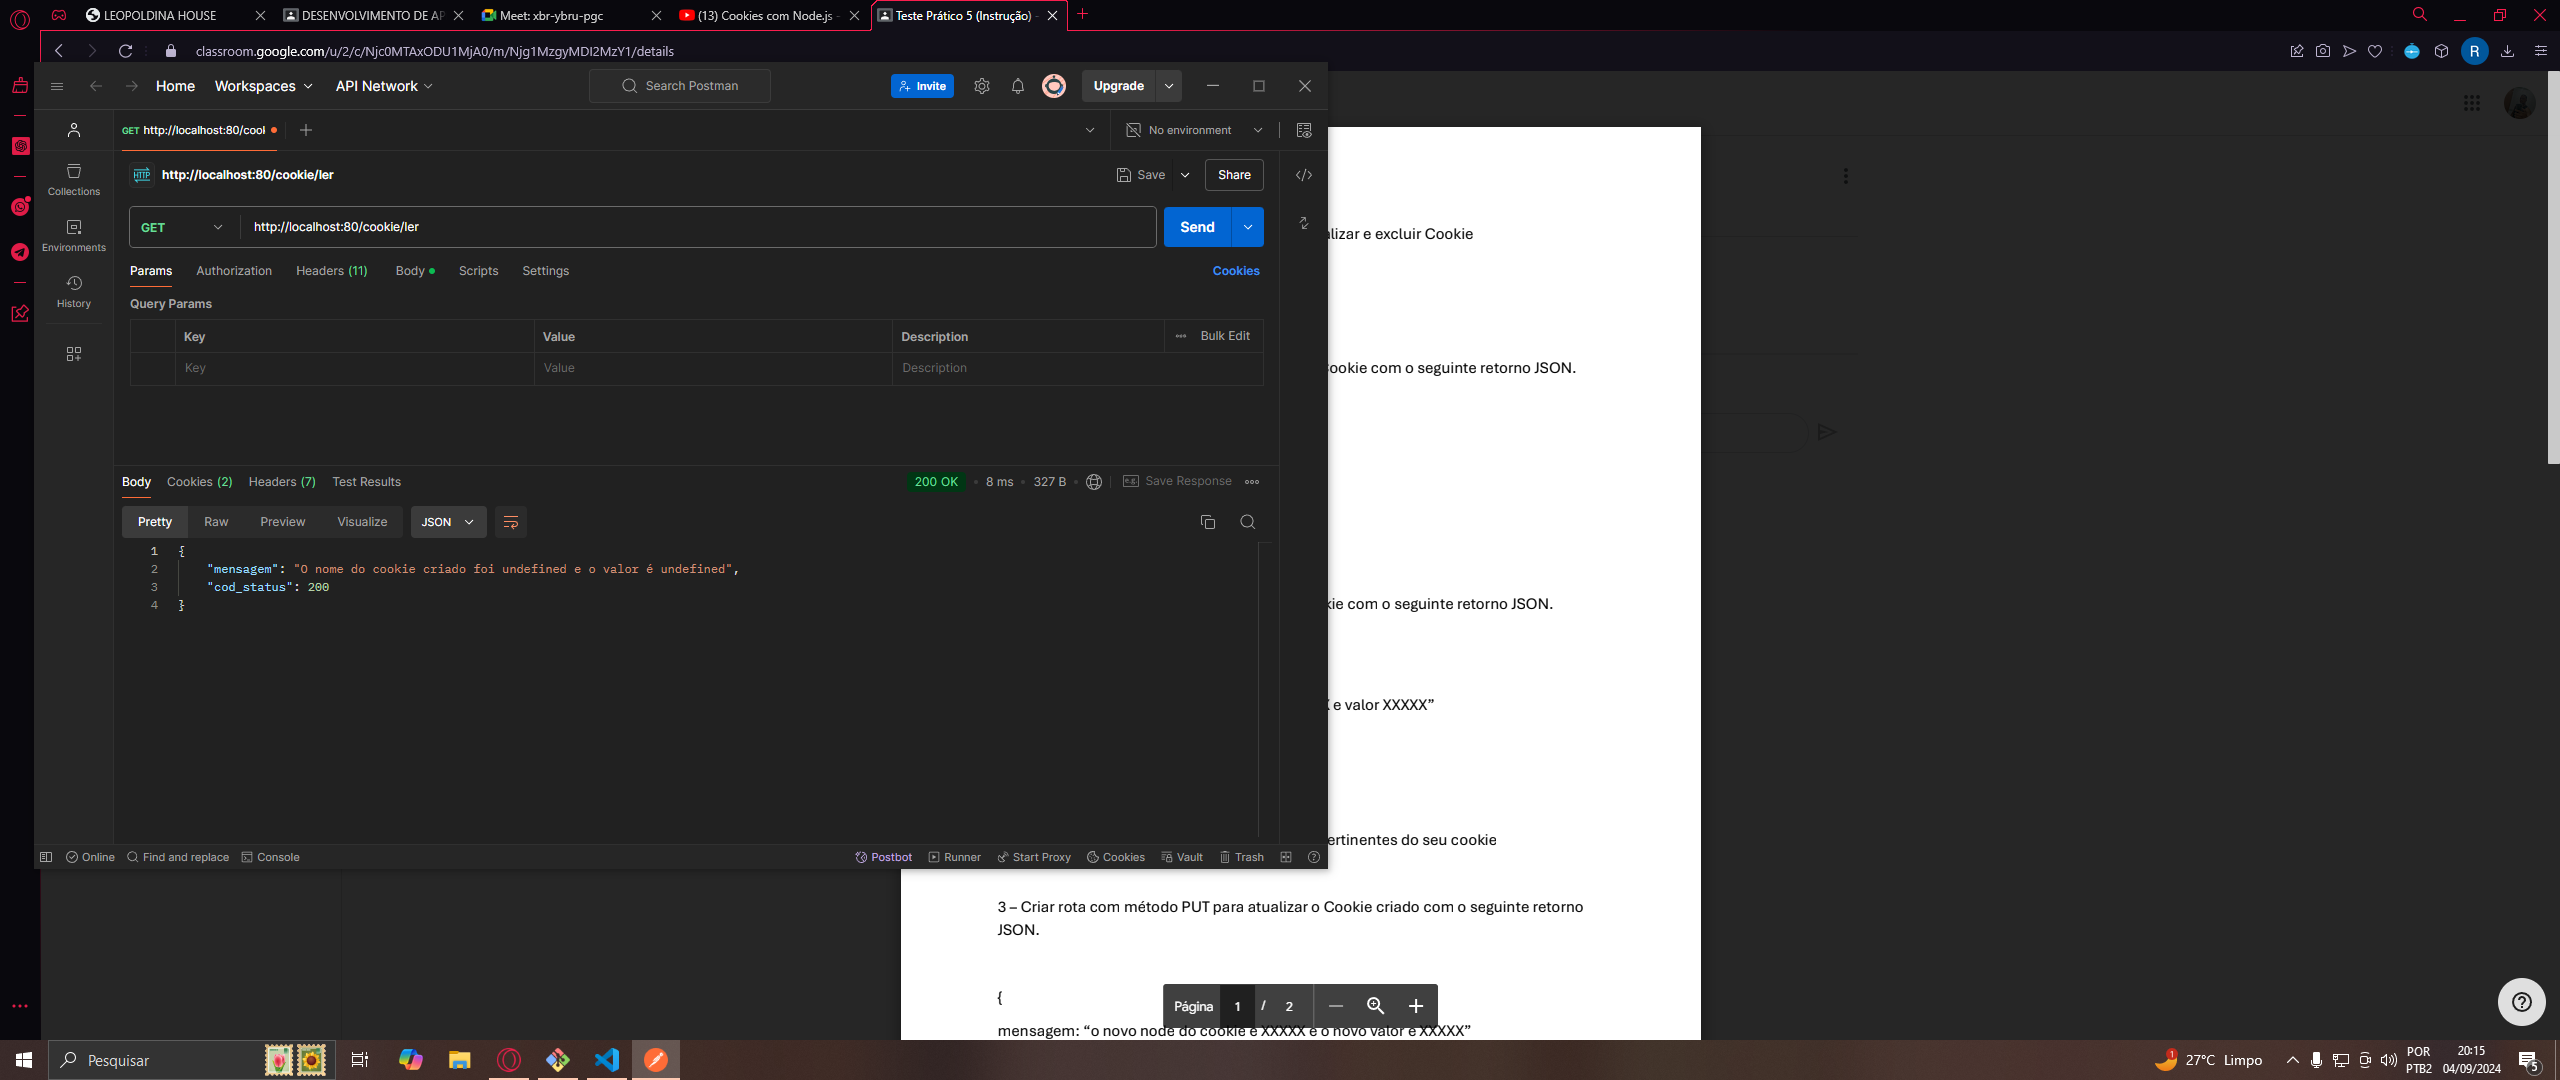 LEOPOLDINA HOUSE
DESENVOLVIMENTO DE AP
Meet: xbr-ybru-pgc
(13) Cookies com Node.js -
Teste Prático 5 (Instrução) -
classroom.google.com/u/2/c/Njc0MTAxODU1MjA0/m/Njg1MzgyMDI2MzY1/details
R
Home
Workspaces
API Network
Search Postman
Invite
Upgrade
GET http://localhost:80/cool
No environment
HTTP http://localhost:80/cookie/ler
Save
Share
Collections
Environments
History
GET
http://localhost:80/cookie/ler
Send
Params
Authorization
Headers (11)
Body
Scripts
Settings
Cookies
Query Params
Key
Value
Description
Bulk Edit
Key
Value
Description
Body
Cookies (2)
Headers (7)
Test Results
200 OK
8 ms
327 B
Save Response
Pretty
Raw
Preview
Visualize
JSON
1 {
2 "mensagem": "O nome do cookie criado foi undefined e o valor é undefined",
3 "cod_status": 200
4 }
Online
Find and replace
Console
Postbot
Runner
Start Proxy
Cookies
Vault
Trash
lizar e excluir Cookie
ookie com o seguinte retorno JSON.
kie com o seguinte retorno JSON.
X e valor XXXXX”
ertinentes do seu cookie
3 – Criar rota com método PUT para atualizar o Cookie criado com o seguinte retorno
JSON.
{
mensagem: “o novo node do cookie e XXXXX e o novo valor e XXXXX”
Página 1 / 2
Pesquisar
1
27°C Limpo
POR
PTB2
20:15
04/09/2024
5